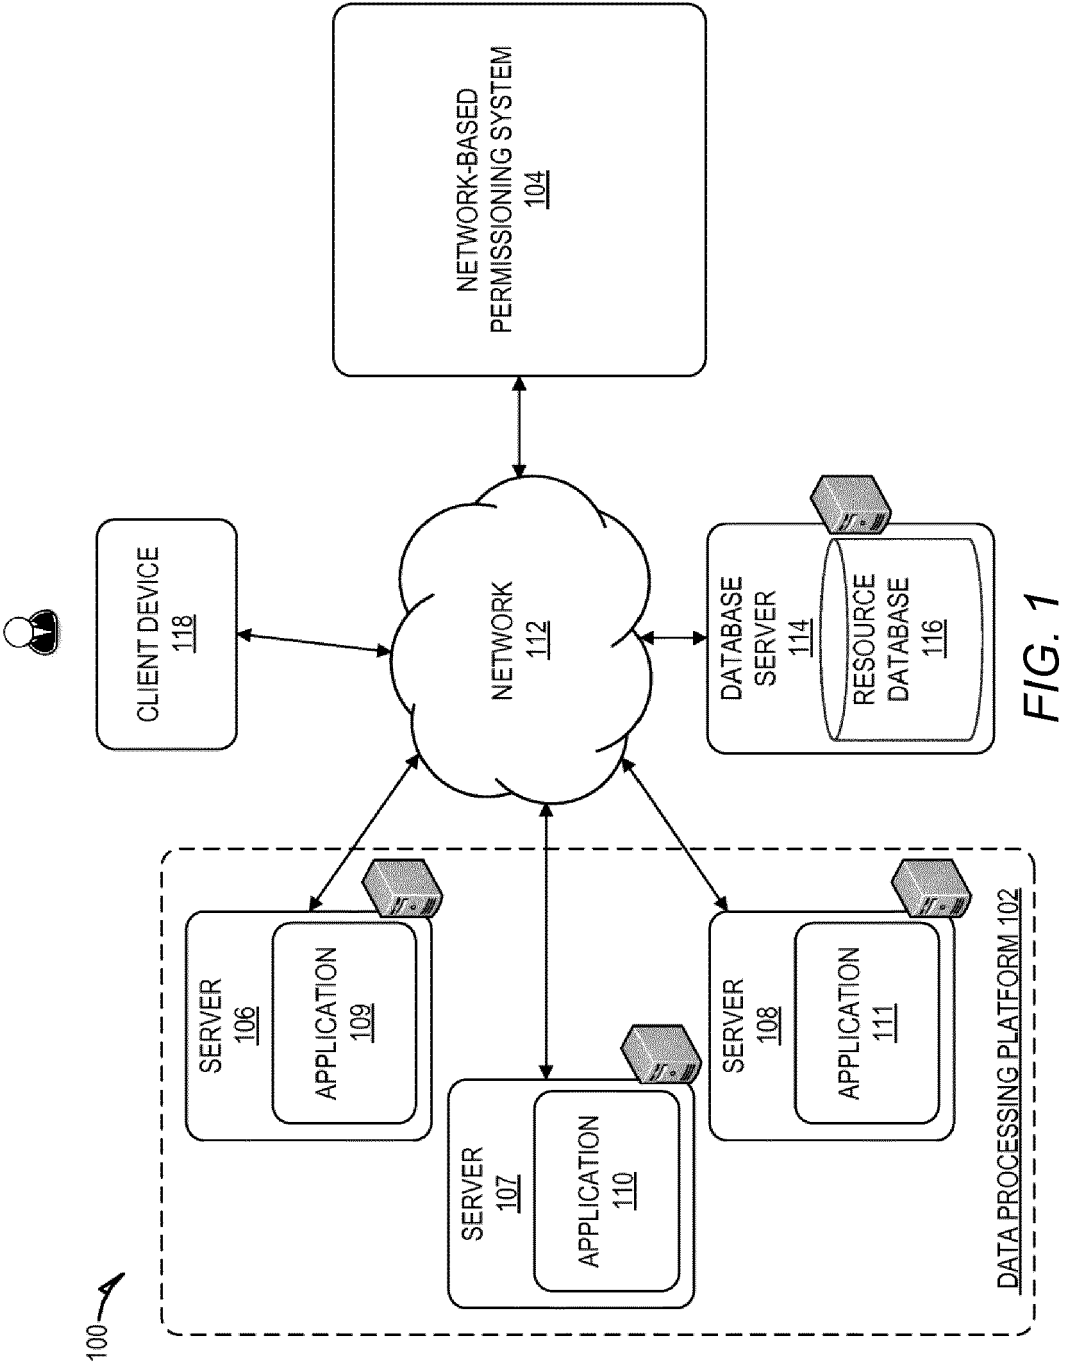 100
SERVER
106
APPLICATION
109
SERVER
107
APPLICATION
110
SERVER
108
APPLICATION
111
DATA PROCESSING PLATFORM 102
CLIENT DEVICE
118
NETWORK
112
DATABASE
SERVER
114
RESOURCE
DATABASE
116
NETWORK-BASED
PERMISSIONING SYSTEM
104
FIG. 1